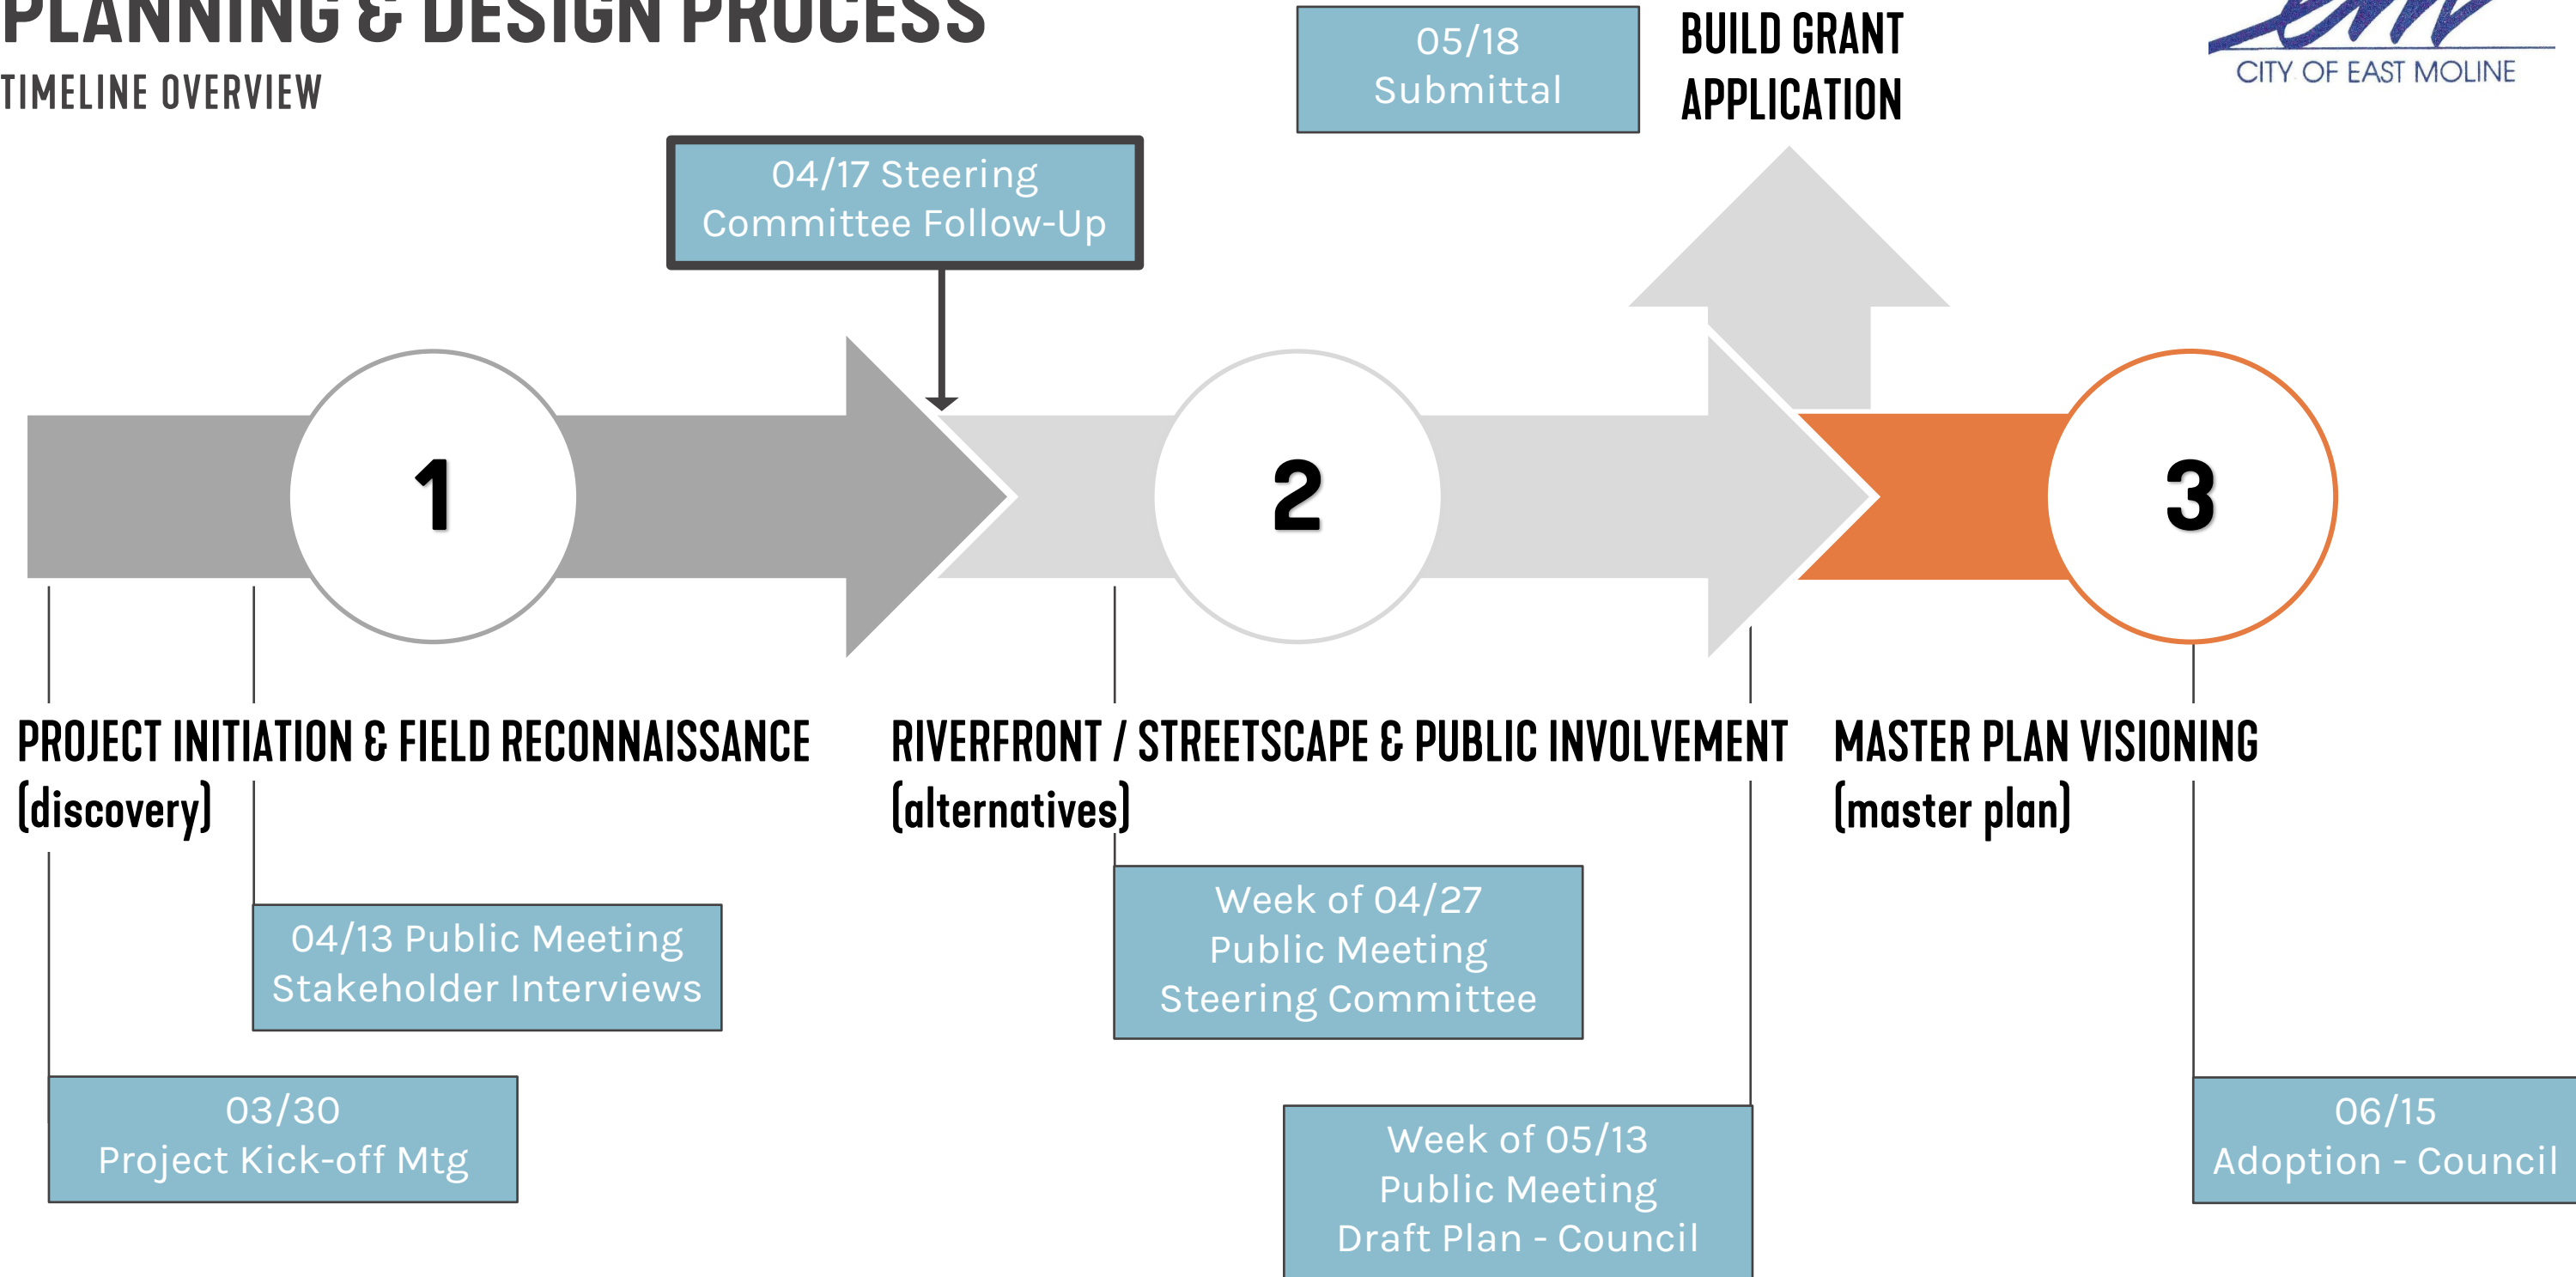 PLANNING & DESIGN PROCESS
TIMELINE OVERVIEW
05/18
Submittal
BUILD GRANT
APPLICATION
em
CITY OF EAST MOLINE
04/17 Steering
Committee Follow-Up
1
2
3
PROJECT INITIATION & FIELD RECONNAISSANCE
(discovery)
RIVERFRONT / STREETSCAPE & PUBLIC INVOLVEMENT
(alternatives)
MASTER PLAN VISIONING
(master plan)
04/13 Public Meeting
Stakeholder Interviews
03/30
Project Kick-off Mtg
Week of 04/27
Public Meeting
Steering Committee
Week of 05/13
Public Meeting
Draft Plan - Council
06/15
Adoption - Council